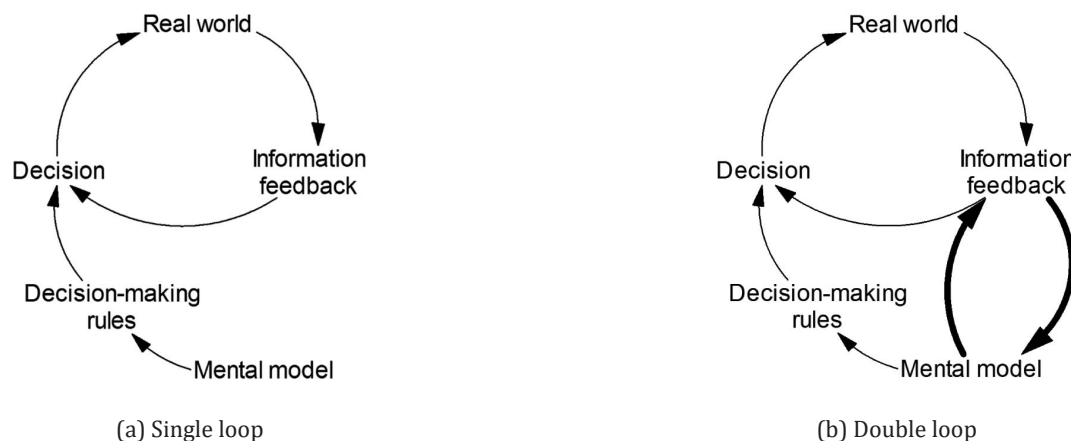 Real world
Decision
Information
feedback
Decision-making
rules
Mental model
(a) Single loop
Real world
Decision
Information
feedback
Decision-making
rules
Mental model
(b) Double loop